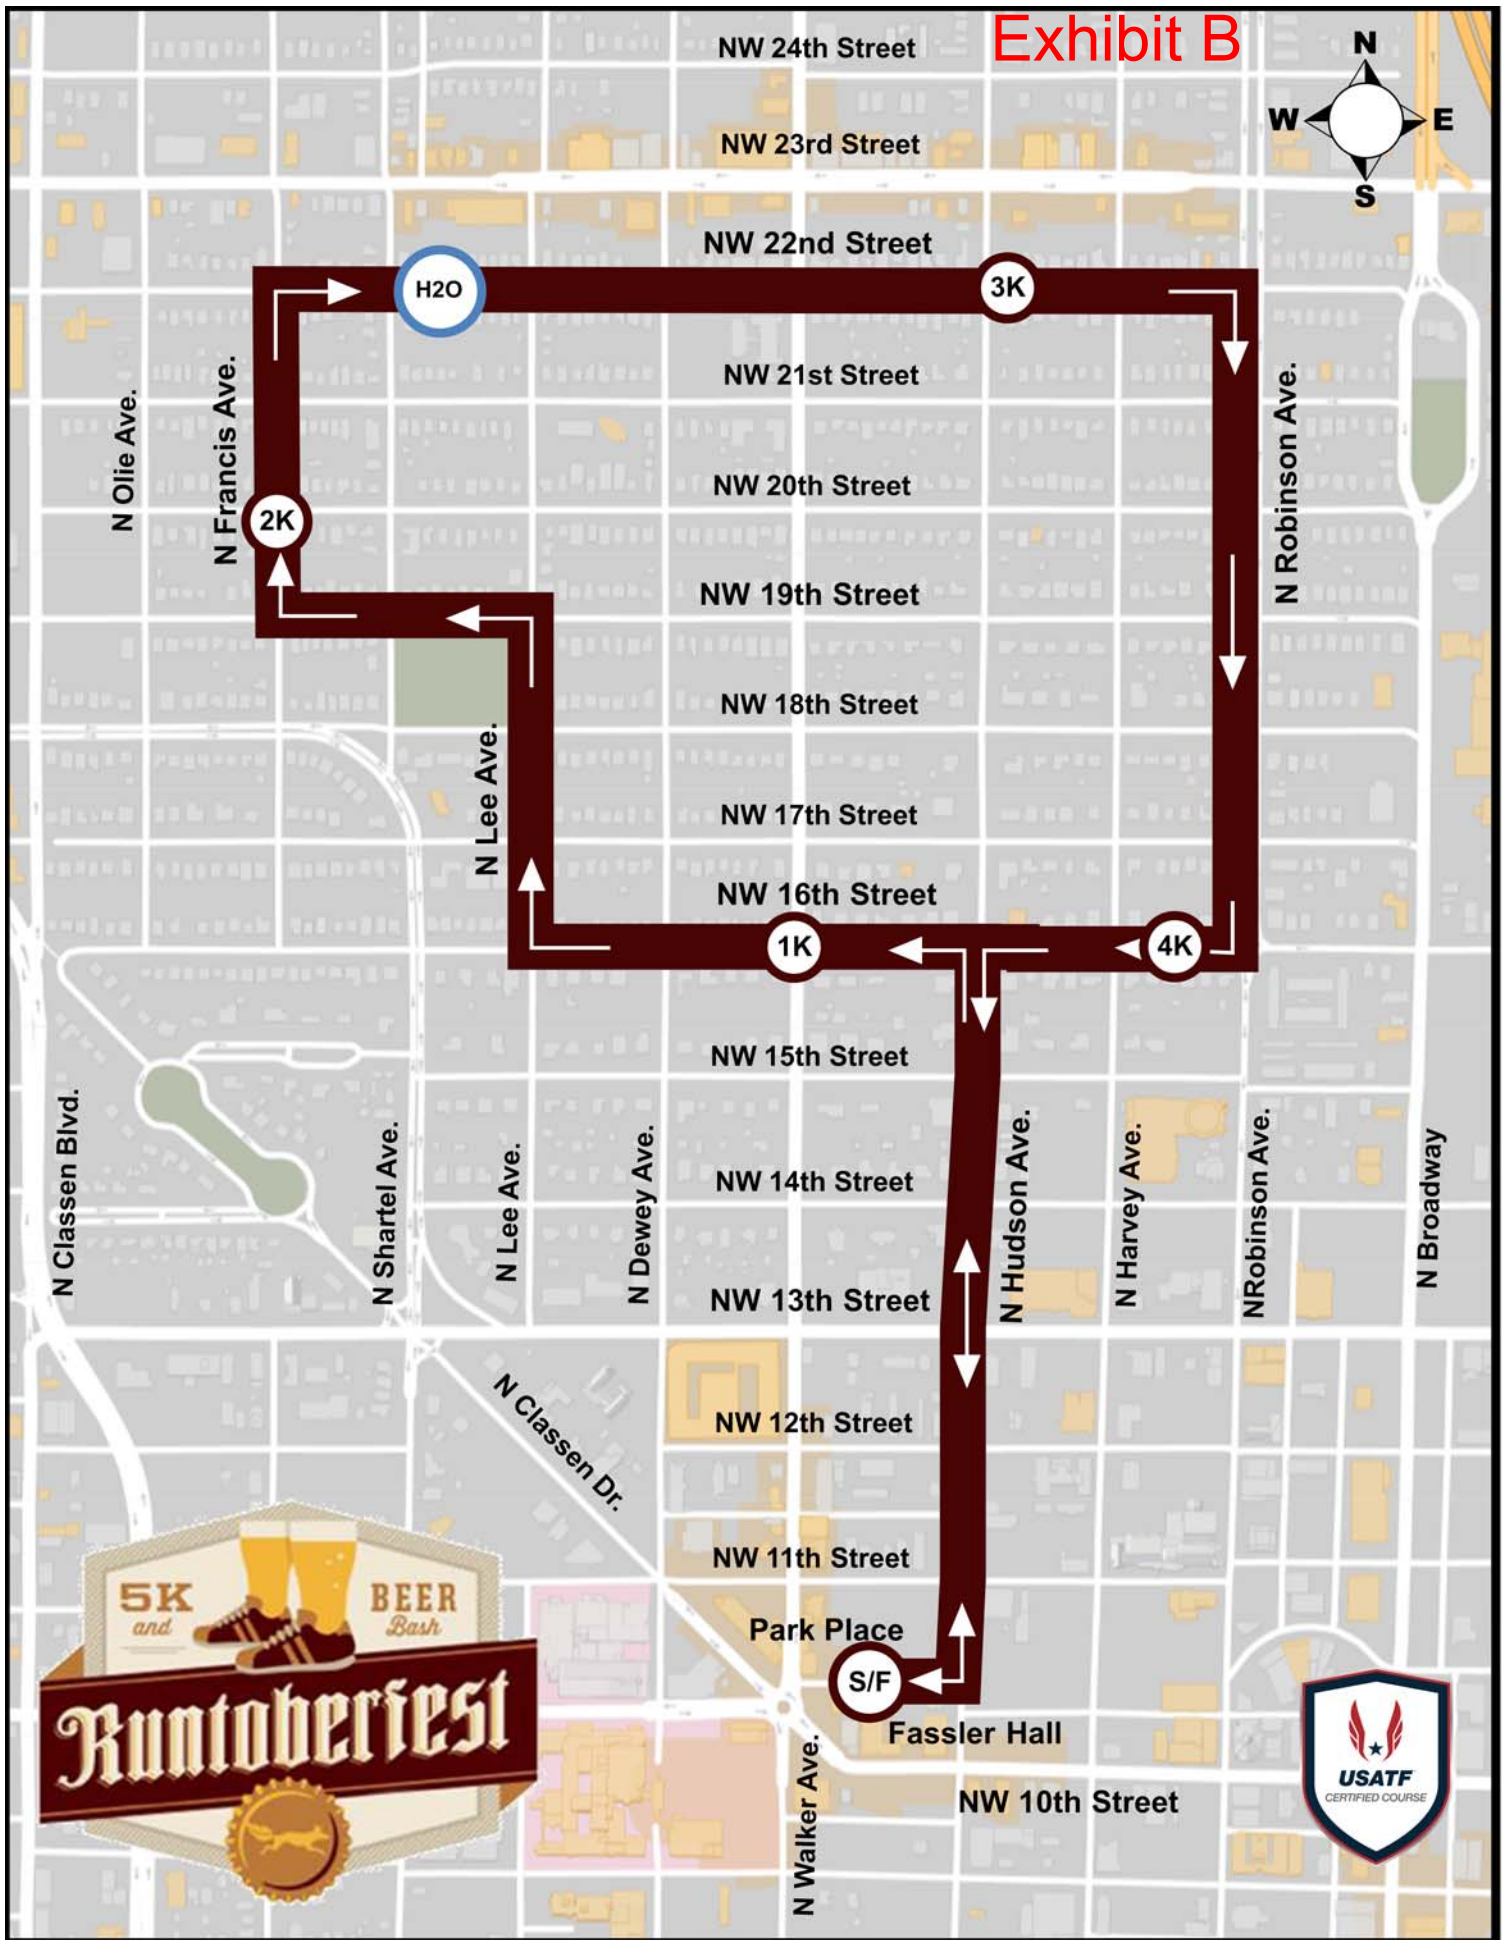 Exhibit B
N
W
E
S
NW 24th Street
NW 23rd Street
NW 22nd Street
H2O
3K
NW 21st Street
N Olie Ave.
N Francis Ave.
N Robinson Ave.
NW 20th Street
2K
NW 19th Street
NW 18th Street
N Lee Ave.
NW 17th Street
NW 16th Street
1K
4K
NW 15th Street
N Classen Blvd.
N Shartel Ave.
N Lee Ave.
N Dewey Ave.
NW 14th Street
N Hudson Ave.
N Harvey Ave.
NRobinson Ave.
N Broadway
NW 13th Street
N Classen Dr.
NW 12th Street
NW 11th Street
Park Place
S/F
Fassler Hall
NW 10th Street
N Walker Ave.
5K
and
BEER
Bash
Runtoberfest
USATF
CERTIFIED COURSE